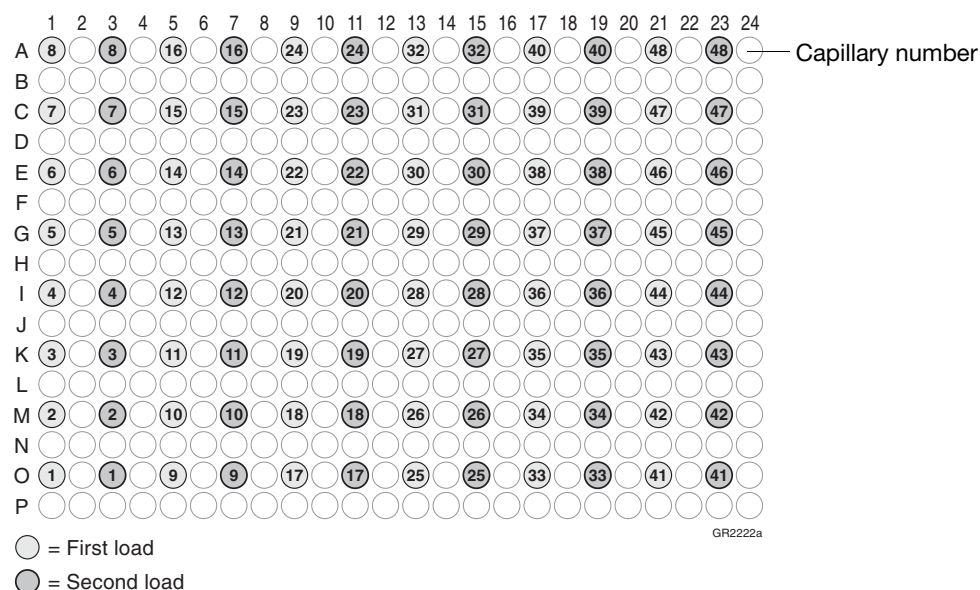 1 2 3 4 5 6 7 8 9 10 11 12 13 14 15 16 17 18 19 20 21 22 23 24
A 8 8 16 16 24 24 32 32 40 40 48 48 Capillary number
B
C 7 7 15 15 23 23 31 31 39 39 47 47
D
E 6 6 14 14 22 22 30 30 38 38 46 46
F
G 5 5 13 13 21 21 29 29 37 37 45 45
H
I 4 4 12 12 20 20 28 28 36 36 44 44
J
K 3 3 11 11 19 19 27 27 35 35 43 43
L
M 2 2 10 10 18 18 26 26 34 34 42 42
N
O 1 1 9 9 17 17 25 25 33 33 41 41
P
GR2222a
= First load
= Second load